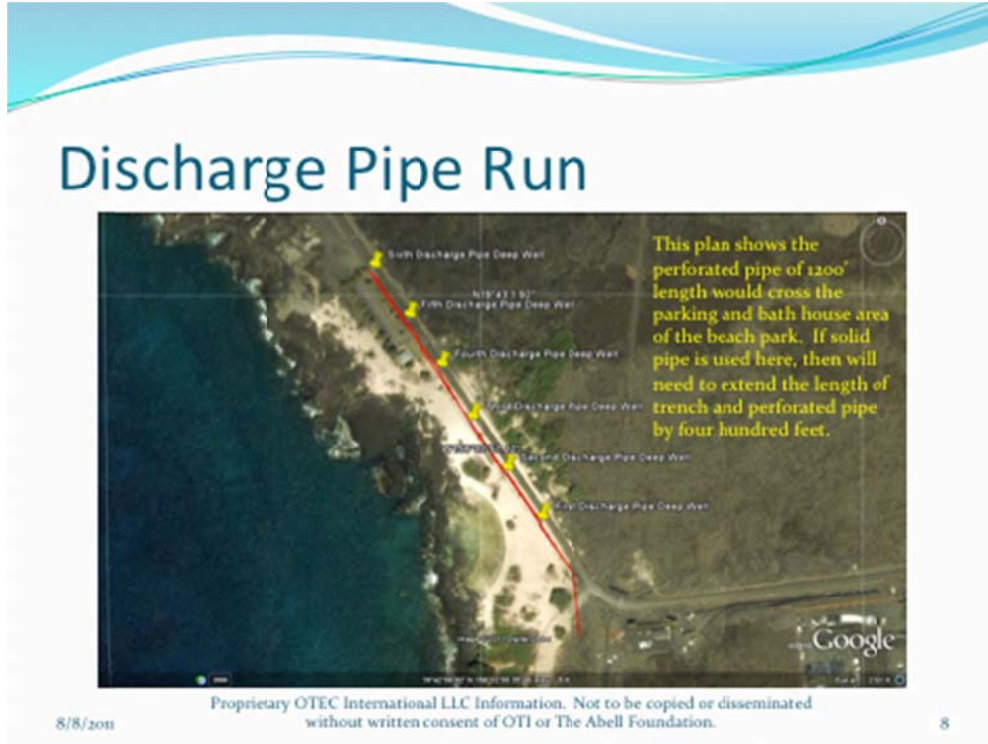 Discharge Pipe Run
Sixth Discharge Pipe Deep Well
Fifth Discharge Pipe Deep Well
Fourth Discharge Pipe Deep Well
Discharge Pipe Deep Well
Second Discharge Pipe Deep Well
First Discharge Pipe Deep Well
This plan shows the
perforated pipe of 1200'
length would cross the
parking and bath house area
of the beach park. If solid
pipe is used here, then will
need to extend the length of
trench and perforated pipe
by four hundred feet.
Google
Proprietary OTEC International LLC Information. Not to be copied or disseminated
without written consent of OTI or The Abell Foundation.
8/8/2011
8